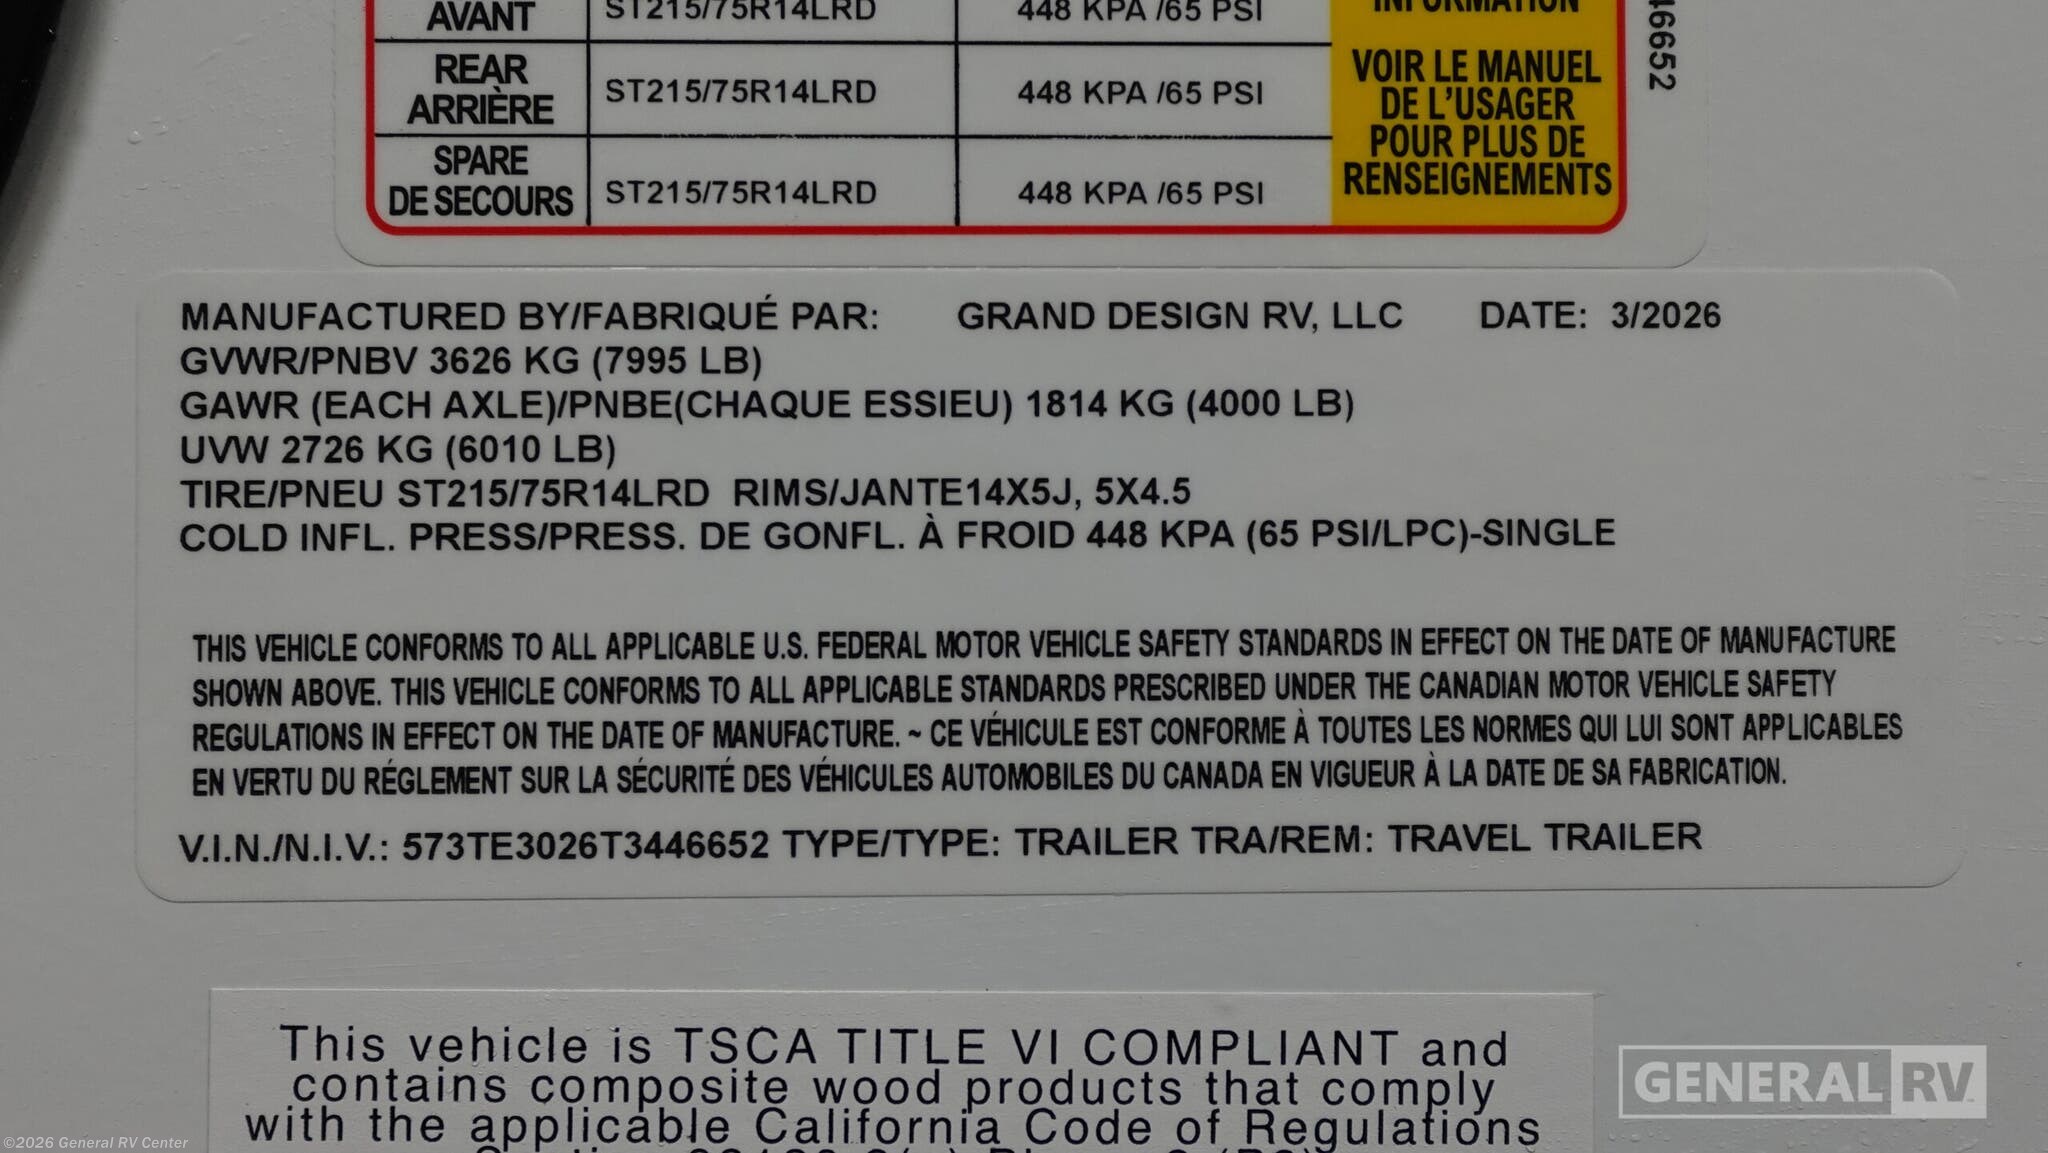 AVANT ST215/75R14LRD 448 KPA /65 PSI INFORMATION
REAR
ARRIÈRE ST215/75R14LRD 448 KPA /65 PSI
SPARE
DE SECOURS ST215/75R14LRD 448 KPA /65 PSI
VOIR LE MANUEL
DE L'USAGER
POUR PLUS DE
RENSEIGNEMENTS
46652
MANUFACTURED BY/FABRIQUÉ PAR: GRAND DESIGN RV, LLC DATE: 3/2026
GVWR/PNBV 3626 KG (7995 LB)
GAWR (EACH AXLE)/PNBE(CHAQUE ESSIEU) 1814 KG (4000 LB)
UVW 2726 KG (6010 LB)
TIRE/PNEU ST215/75R14LRD RIMS/JANTE14X5J, 5X4.5
COLD INFL. PRESS/PRESS. DE GONFL. À FROID 448 KPA (65 PSI/LPC)-SINGLE
THIS VEHICLE CONFORMS TO ALL APPLICABLE U.S. FEDERAL MOTOR VEHICLE SAFETY STANDARDS IN EFFECT ON THE DATE OF MANUFACTURE
SHOWN ABOVE. THIS VEHICLE CONFORMS TO ALL APPLICABLE STANDARDS PRESCRIBED UNDER THE CANADIAN MOTOR VEHICLE SAFETY
REGULATIONS IN EFFECT ON THE DATE OF MANUFACTURE. ~ CE VÉHICULE EST CONFORME À TOUTES LES NORMES QUI LUI SONT APPLICABLES
EN VERTU DU RÉGLEMENT SUR LA SÉCURITÉ DES VÉHICULES AUTOMOBILES DU CANADA EN VIGUEUR À LA DATE DE SA FABRICATION.
V.I.N./N.I.V.: 573TE3026T3446652 TYPE/TYPE: TRAILER TRA/REM: TRAVEL TRAILER
This vehicle is TSCA TITLE VI COMPLIANT and
contains composite wood products that comply
with the applicable California Code of Regulations
GENERAL RV
©2026 General RV Center